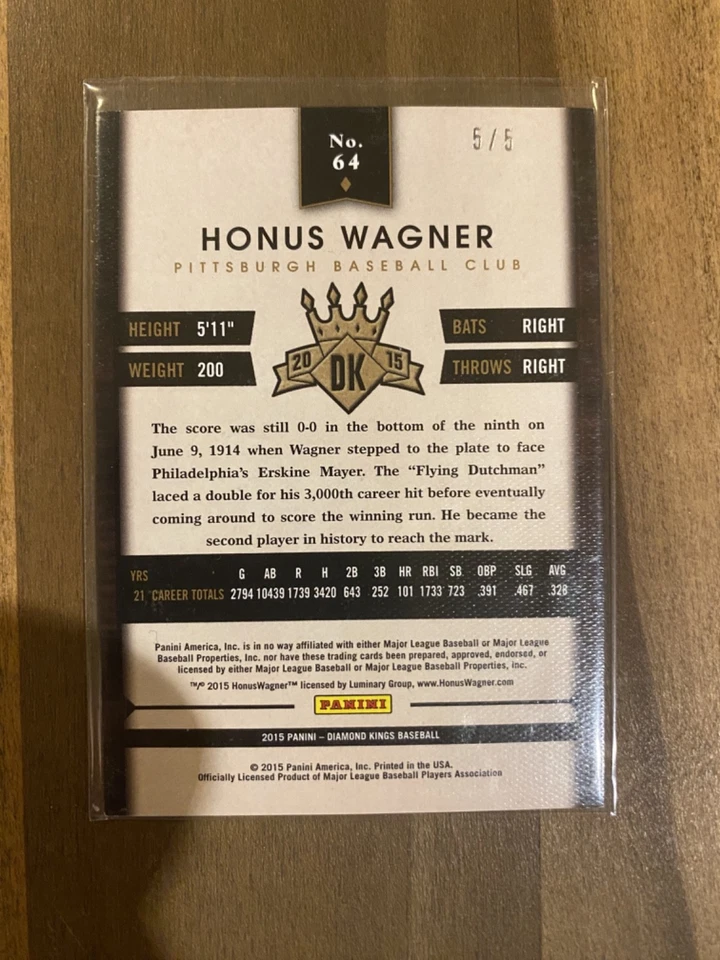 No.
64
5/5
HONUS WAGNER
PITTSBURGH BASEBALL CLUB
HEIGHT 5'11"
BATS RIGHT
WEIGHT 200
THROWS RIGHT
20 DK 15
The score was still 0-0 in the bottom of the ninth on
June 9, 1914 when Wagner stepped to the plate to face
Philadelphia's Erskine Mayer. The "Flying Dutchman"
laced a double for his 3,000th career hit before eventually
coming around to score the winning run. He became the
second player in history to reach the mark.
YRS G AB R H 2B 3B HR RBI SB OBP SLG AVG
21 CAREER TOTALS 2794 10439 1739 3420 643 252 101 1733 723 .391 .467 .328
Panini America, Inc. is in no way affiliated with either Major League Baseball or Major League
Baseball Properties, Inc. nor have these trading cards been prepared, approved, endorsed, or
licensed by either Major League Baseball or Major League Baseball Properties, Inc.
™/© 2015 HonusWagner™ licensed by Luminary Group, www.HonusWagner.com
PANINI
2015 PANINI – DIAMOND KINGS BASEBALL
© 2015 Panini America, Inc. Printed in the USA.
Officially Licensed Product of Major League Baseball Players Association